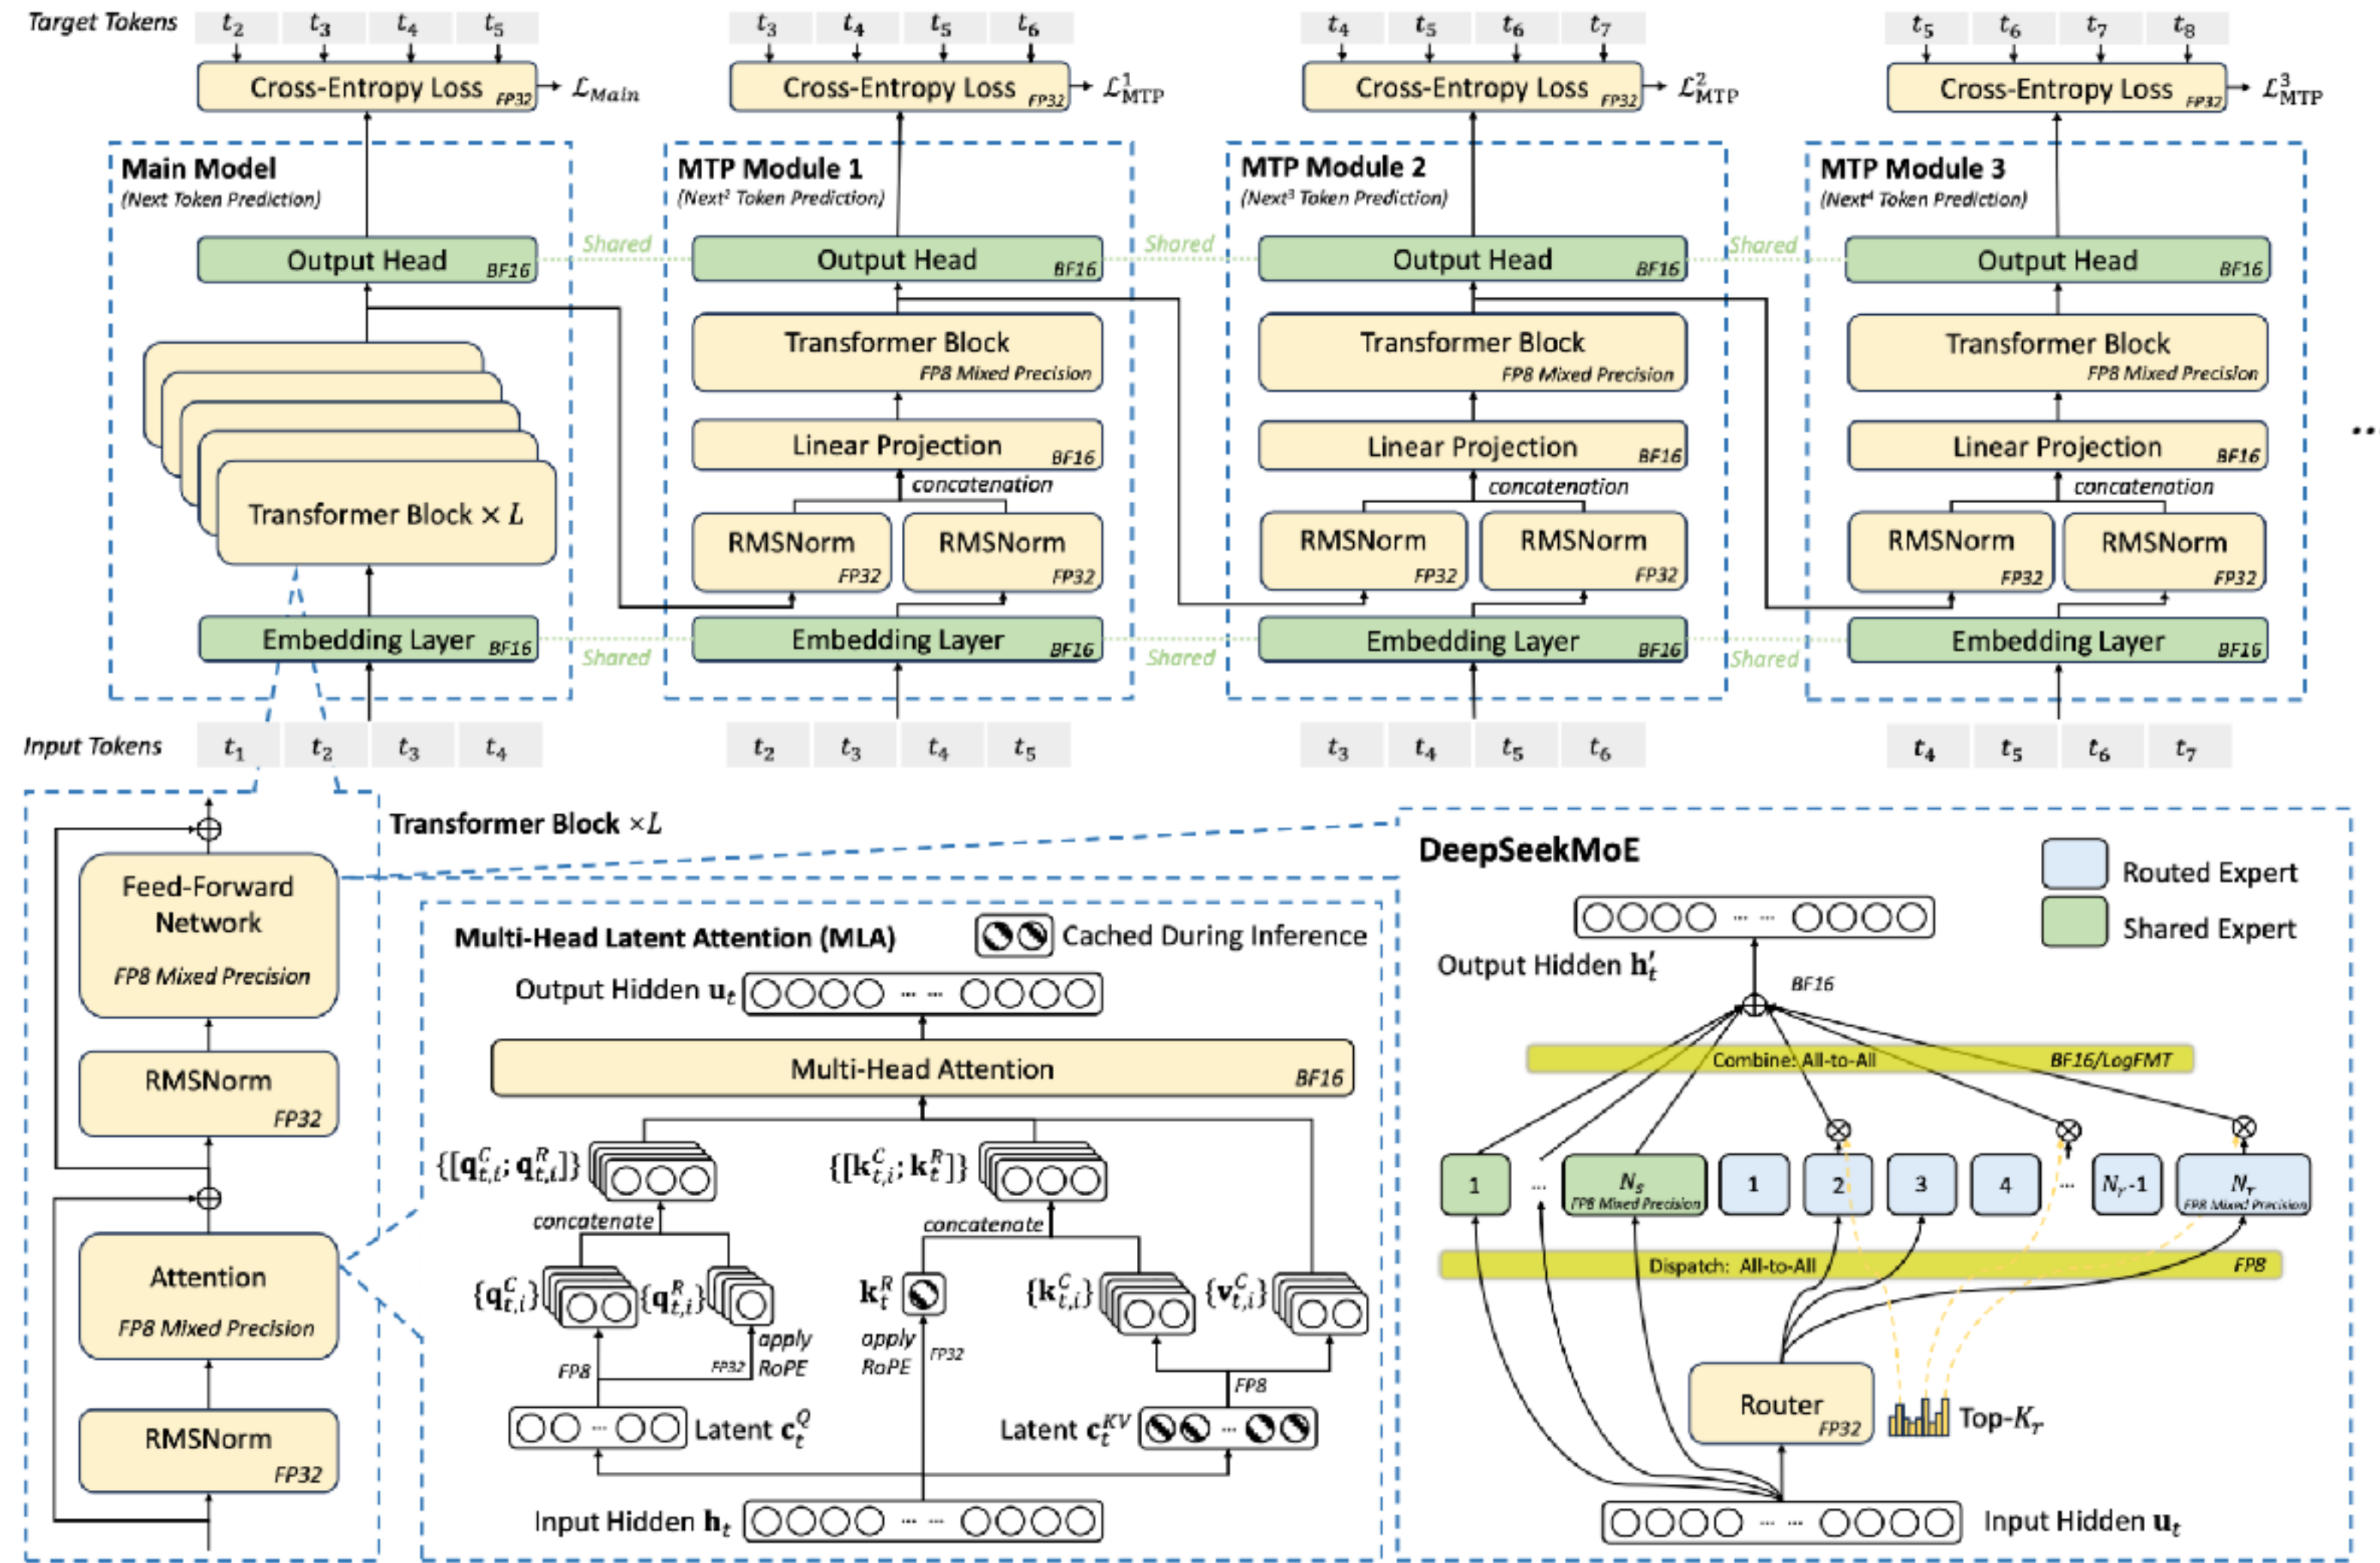 Target Tokens t₂ t₃ t₄ t₅ t₃ t₄ t₅ t₆ t₄ t₅ t₆ t₇ t₅ t₆ t₇ t₈
Cross-Entropy Loss FP32 ℒ_Main
Cross-Entropy Loss FP32 ℒ¹_MTP
Cross-Entropy Loss FP32 ℒ²_MTP
Cross-Entropy Loss FP32 ℒ³_MTP
Main Model
(Next Token Prediction)
Output Head BF16
Transformer Block × L
Embedding Layer BF16
Shared
Shared
MTP Module 1
(Next² Token Prediction)
Output Head BF16
Transformer Block
FP8 Mixed Precision
Linear Projection BF16
concatenation
RMSNorm FP32
RMSNorm FP32
Embedding Layer BF16
Shared
Shared
MTP Module 2
(Next³ Token Prediction)
Output Head BF16
Transformer Block
FP8 Mixed Precision
Linear Projection BF16
concatenation
RMSNorm FP32
RMSNorm FP32
Embedding Layer BF16
Shared
Shared
MTP Module 3
(Next⁴ Token Prediction)
Output Head BF16
Transformer Block
FP8 Mixed Precision
Linear Projection BF16
concatenation
RMSNorm FP32
RMSNorm FP32
Embedding Layer BF16
...
Input Tokens t₁ t₂ t₃ t₄ t₂ t₃ t₄ t₅ t₃ t₄ t₅ t₆ t₄ t₅ t₆ t₇
Transformer Block ×L
Feed-Forward
Network
FP8 Mixed Precision
RMSNorm
FP32
Attention
FP8 Mixed Precision
RMSNorm
FP32
Multi-Head Latent Attention (MLA)
Cached During Inference
Output Hidden u_t ... ...
Multi-Head Attention BF16
{[q^C_{t,i}; q^R_{t,i}]}
{[k^C_{t,i}; k^R_t]}
concatenate
concatenate
{q^C_{t,i}} {q^R_{t,i}} k^R_t {k^C_{t,i}} {v^C_{t,i}}
FP8
FP32
apply
RoPE
apply
RoPE
FP32
FP8
... Latent c^Q_t
Latent c^{KV}_t ...
Input Hidden h_t ... ...
DeepSeekMoE
Routed Expert
Shared Expert
... ...
Output Hidden h'_t
BF16
Combine: All-to-All BF16/LogFMT
1 ... N_s 1 2 3 4 ... N_r-1 N_r
FP8 Mixed Precision
FP8 Mixed Precision
Dispatch: All-to-All FP8
Router
FP32
Top-K_r
... ... Input Hidden u_t